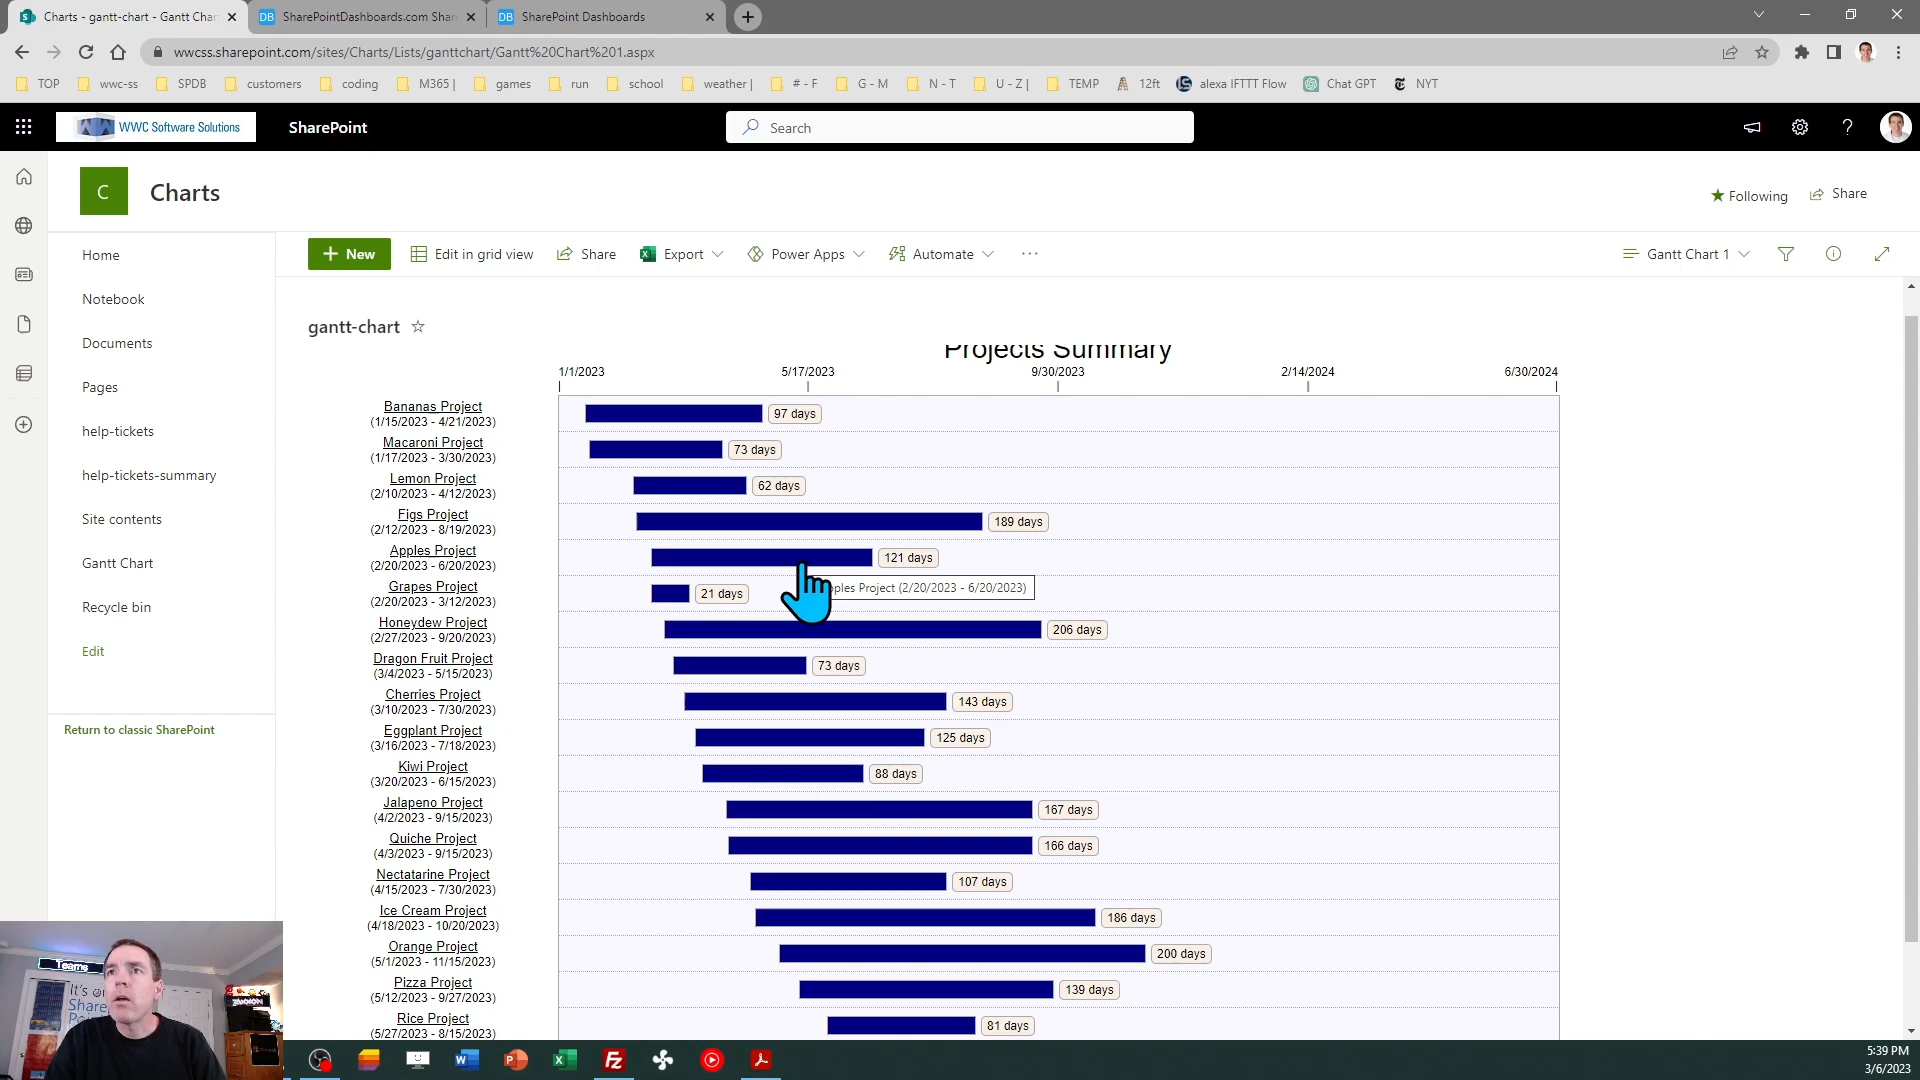 Charts - gantt-chart - Gantt Char
SharePointDashboards.com Shar
SharePoint Dashboards
wwcss.sharepoint.com/sites/Charts/Lists/ganttchart/Gantt%20Chart%201.aspx
TOP
wwc-ss
SPDB
customers
coding
M365 |
games
run
school
weather |
# - F
G - M
N - T
U - Z |
TEMP
12ft
alexa IFTTT Flow
Chat GPT
NYT
WWC Software Solutions
SharePoint
Search
C
Charts
Following
Share
Home
Notebook
Documents
Pages
help-tickets
help-tickets-summary
Site contents
Gantt Chart
Recycle bin
Edit
Return to classic SharePoint
New
Edit in grid view
Share
Export
Power Apps
Automate
Gantt Chart 1
gantt-chart
Projects Summary
1/1/2023
5/17/2023
9/30/2023
2/14/2024
6/30/2024
Bananas Project
(1/15/2023 - 4/21/2023)
97 days
Macaroni Project
(1/17/2023 - 3/30/2023)
73 days
Lemon Project
(2/10/2023 - 4/12/2023)
62 days
Figs Project
(2/12/2023 - 8/19/2023)
189 days
Apples Project
(2/20/2023 - 6/20/2023)
121 days
Grapes Project
(2/20/2023 - 3/12/2023)
21 days
ples Project (2/20/2023 - 6/20/2023)
Honeydew Project
(2/27/2023 - 9/20/2023)
206 days
Dragon Fruit Project
(3/4/2023 - 5/15/2023)
73 days
Cherries Project
(3/10/2023 - 7/30/2023)
143 days
Eggplant Project
(3/16/2023 - 7/18/2023)
125 days
Kiwi Project
(3/20/2023 - 6/15/2023)
88 days
Jalapeno Project
(4/2/2023 - 9/15/2023)
167 days
Quiche Project
(4/3/2023 - 9/15/2023)
166 days
Nectatarine Project
(4/15/2023 - 7/30/2023)
107 days
Ice Cream Project
(4/18/2023 - 10/20/2023)
186 days
Orange Project
(5/1/2023 - 11/15/2023)
200 days
Pizza Project
(5/12/2023 - 9/27/2023)
139 days
Rice Project
(5/27/2023 - 8/15/2023)
81 days
Teams
It's
Share
5:39 PM
3/6/2023